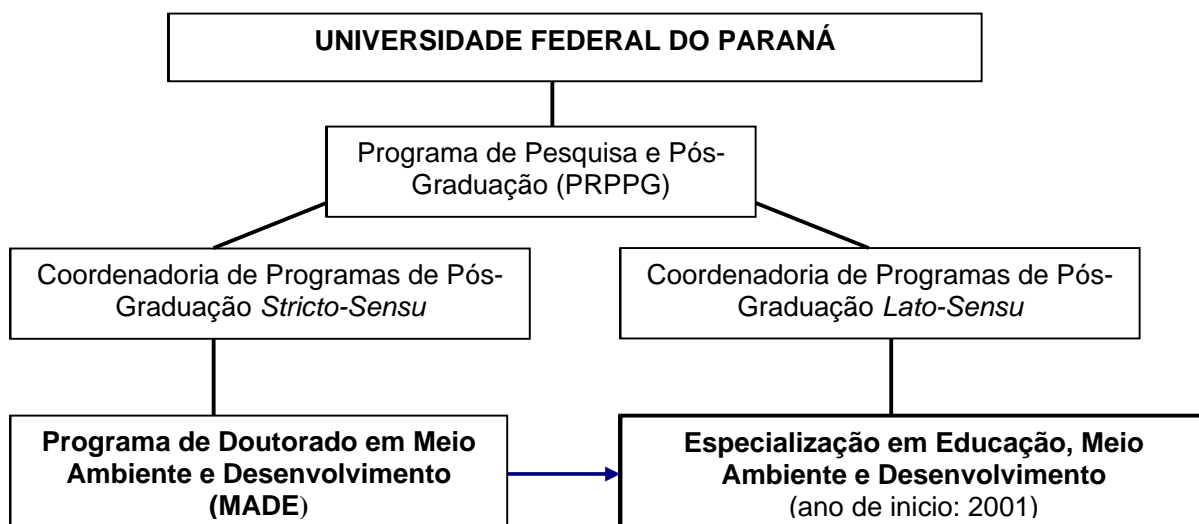 UNIVERSIDADE FEDERAL DO PARANÁ
Programa de Pesquisa e Pós-
Graduação (PRPPG)
Coordenadoria de Programas de Pós-
Graduação Stricto-Sensu
Coordenadoria de Programas de Pós-
Graduação Lato-Sensu
Programa de Doutorado em Meio
Ambiente e Desenvolvimento
(MADE)
Especialização em Educação, Meio
Ambiente e Desenvolvimento
(ano de inicio: 2001)